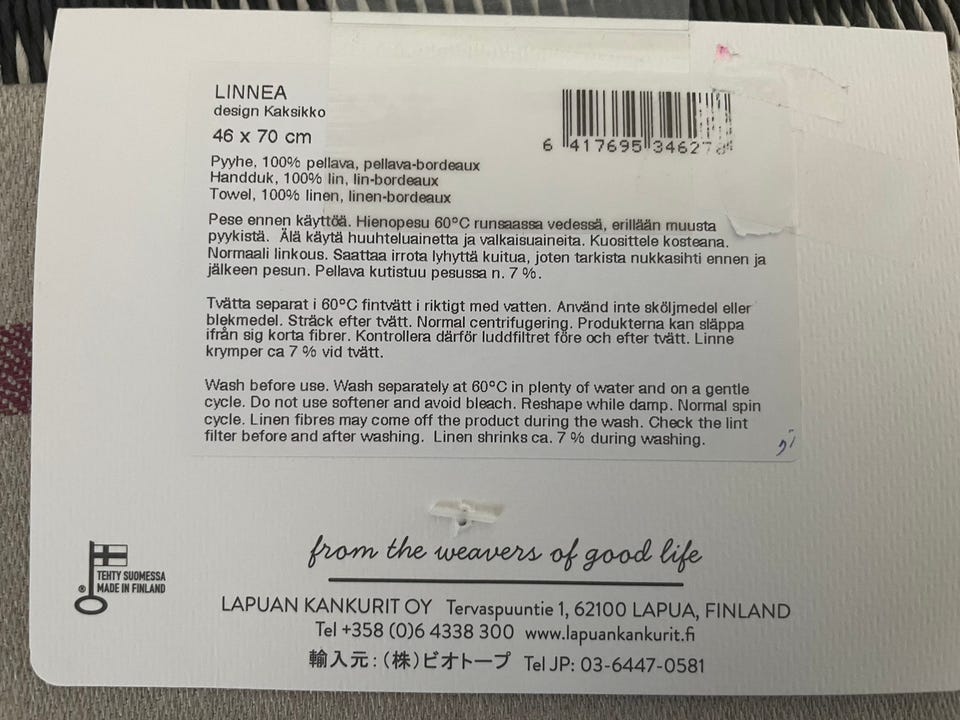 LINNEA
design Kaksikko
46 x 70 cm
6 417695 3462
Pyyhe, 100% pellava, pellava-bordeaux
Handduk, 100% lin, lin-bordeaux
Towel, 100% linen, linen-bordeaux
Pese ennen käyttöä. Hienopesu 60°C runsaassa vedessä, erillään muusta
pyykistä. Älä käytä huuhteluainetta ja valkaisuaineita. Kuosittele kosteana.
Normaali linkous. Saattaa irrota lyhyttä kuitua, joten tarkista nukkasihti ennen ja
jälkeen pesun. Pellava kutistuu pesussa n. 7 %.
Tvätta separat i 60°C fintvätt i riktigt med vatten. Använd inte sköljmedel eller
blekmedel. Sträck efter tvätt. Normal centrifugering. Produkterna kan släppa
ifrån sig korta fibrer. Kontrollera därför luddfiltret före och efter tvätt. Linne
krymper ca 7 % vid tvätt.
Wash before use. Wash separately at 60°C in plenty of water and on a gentle
cycle. Do not use softener and avoid bleach. Reshape while damp. Normal spin
cycle. Linen fibres may come off the product during the wash. Check the lint
filter before and after washing. Linen shrinks ca. 7 % during washing.
from the weavers of good life
TEHTY SUOMESSA
® MADE IN FINLAND
LAPUAN KANKURIT OY Tervaspuuntie 1, 62100 LAPUA, FINLAND
Tel +358 (0)6 4338 300 www.lapuankankurit.fi
輸入元:(株)ビオトープ Tel JP: 03-6447-0581